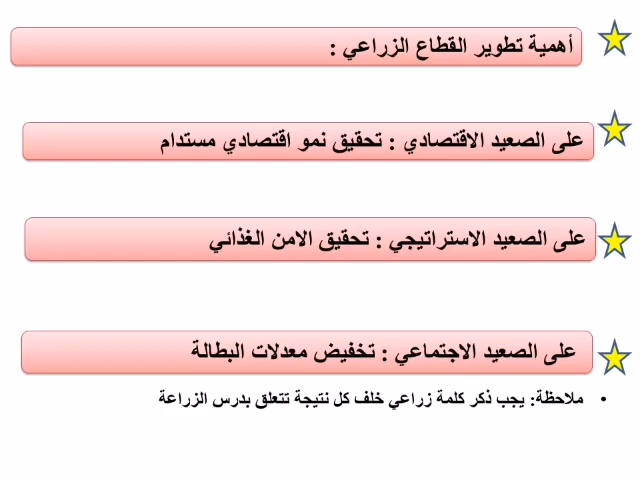 أهمية تطوير القطاع الزراعي :
على الصعيد الاقتصادي : تحقيق نمو اقتصادي مستدام
على الصعيد الاستراتيجي : تحقيق الامن الغذائي
على الصعيد الاجتماعي : تخفيض معدلات البطالة
• ملاحظة: يجب ذكر كلمة زراعي خلف كل نتيجة تتعلق بدرس الزراعة